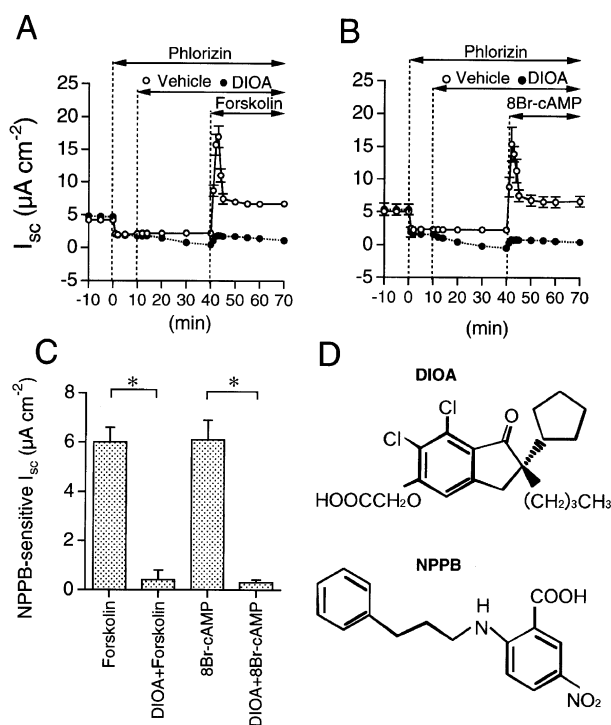 A
Phlorizin
Vehicle DIOA
Forskolin
I_SC (μA cm⁻²)
25
20
15
10
5
0
-5
-10 0 10 20 30 40 50 60 70
(min)
B
Phlorizin
Vehicle DIOA
8Br-cAMP
25
20
15
10
5
0
-5
-10 0 10 20 30 40 50 60 70
(min)
C
NPPB-sensitive I_SC (μA cm⁻²)
8
6
4
2
0
*
*
Forskolin
DIOA+Forskolin
8Br-cAMP
DIOA+8Br-cAMP
D
DIOA
Cl
O
Cl
HOOCCH₂O
(CH₂)₃CH₃
NPPB
H
N
COOH
NO₂